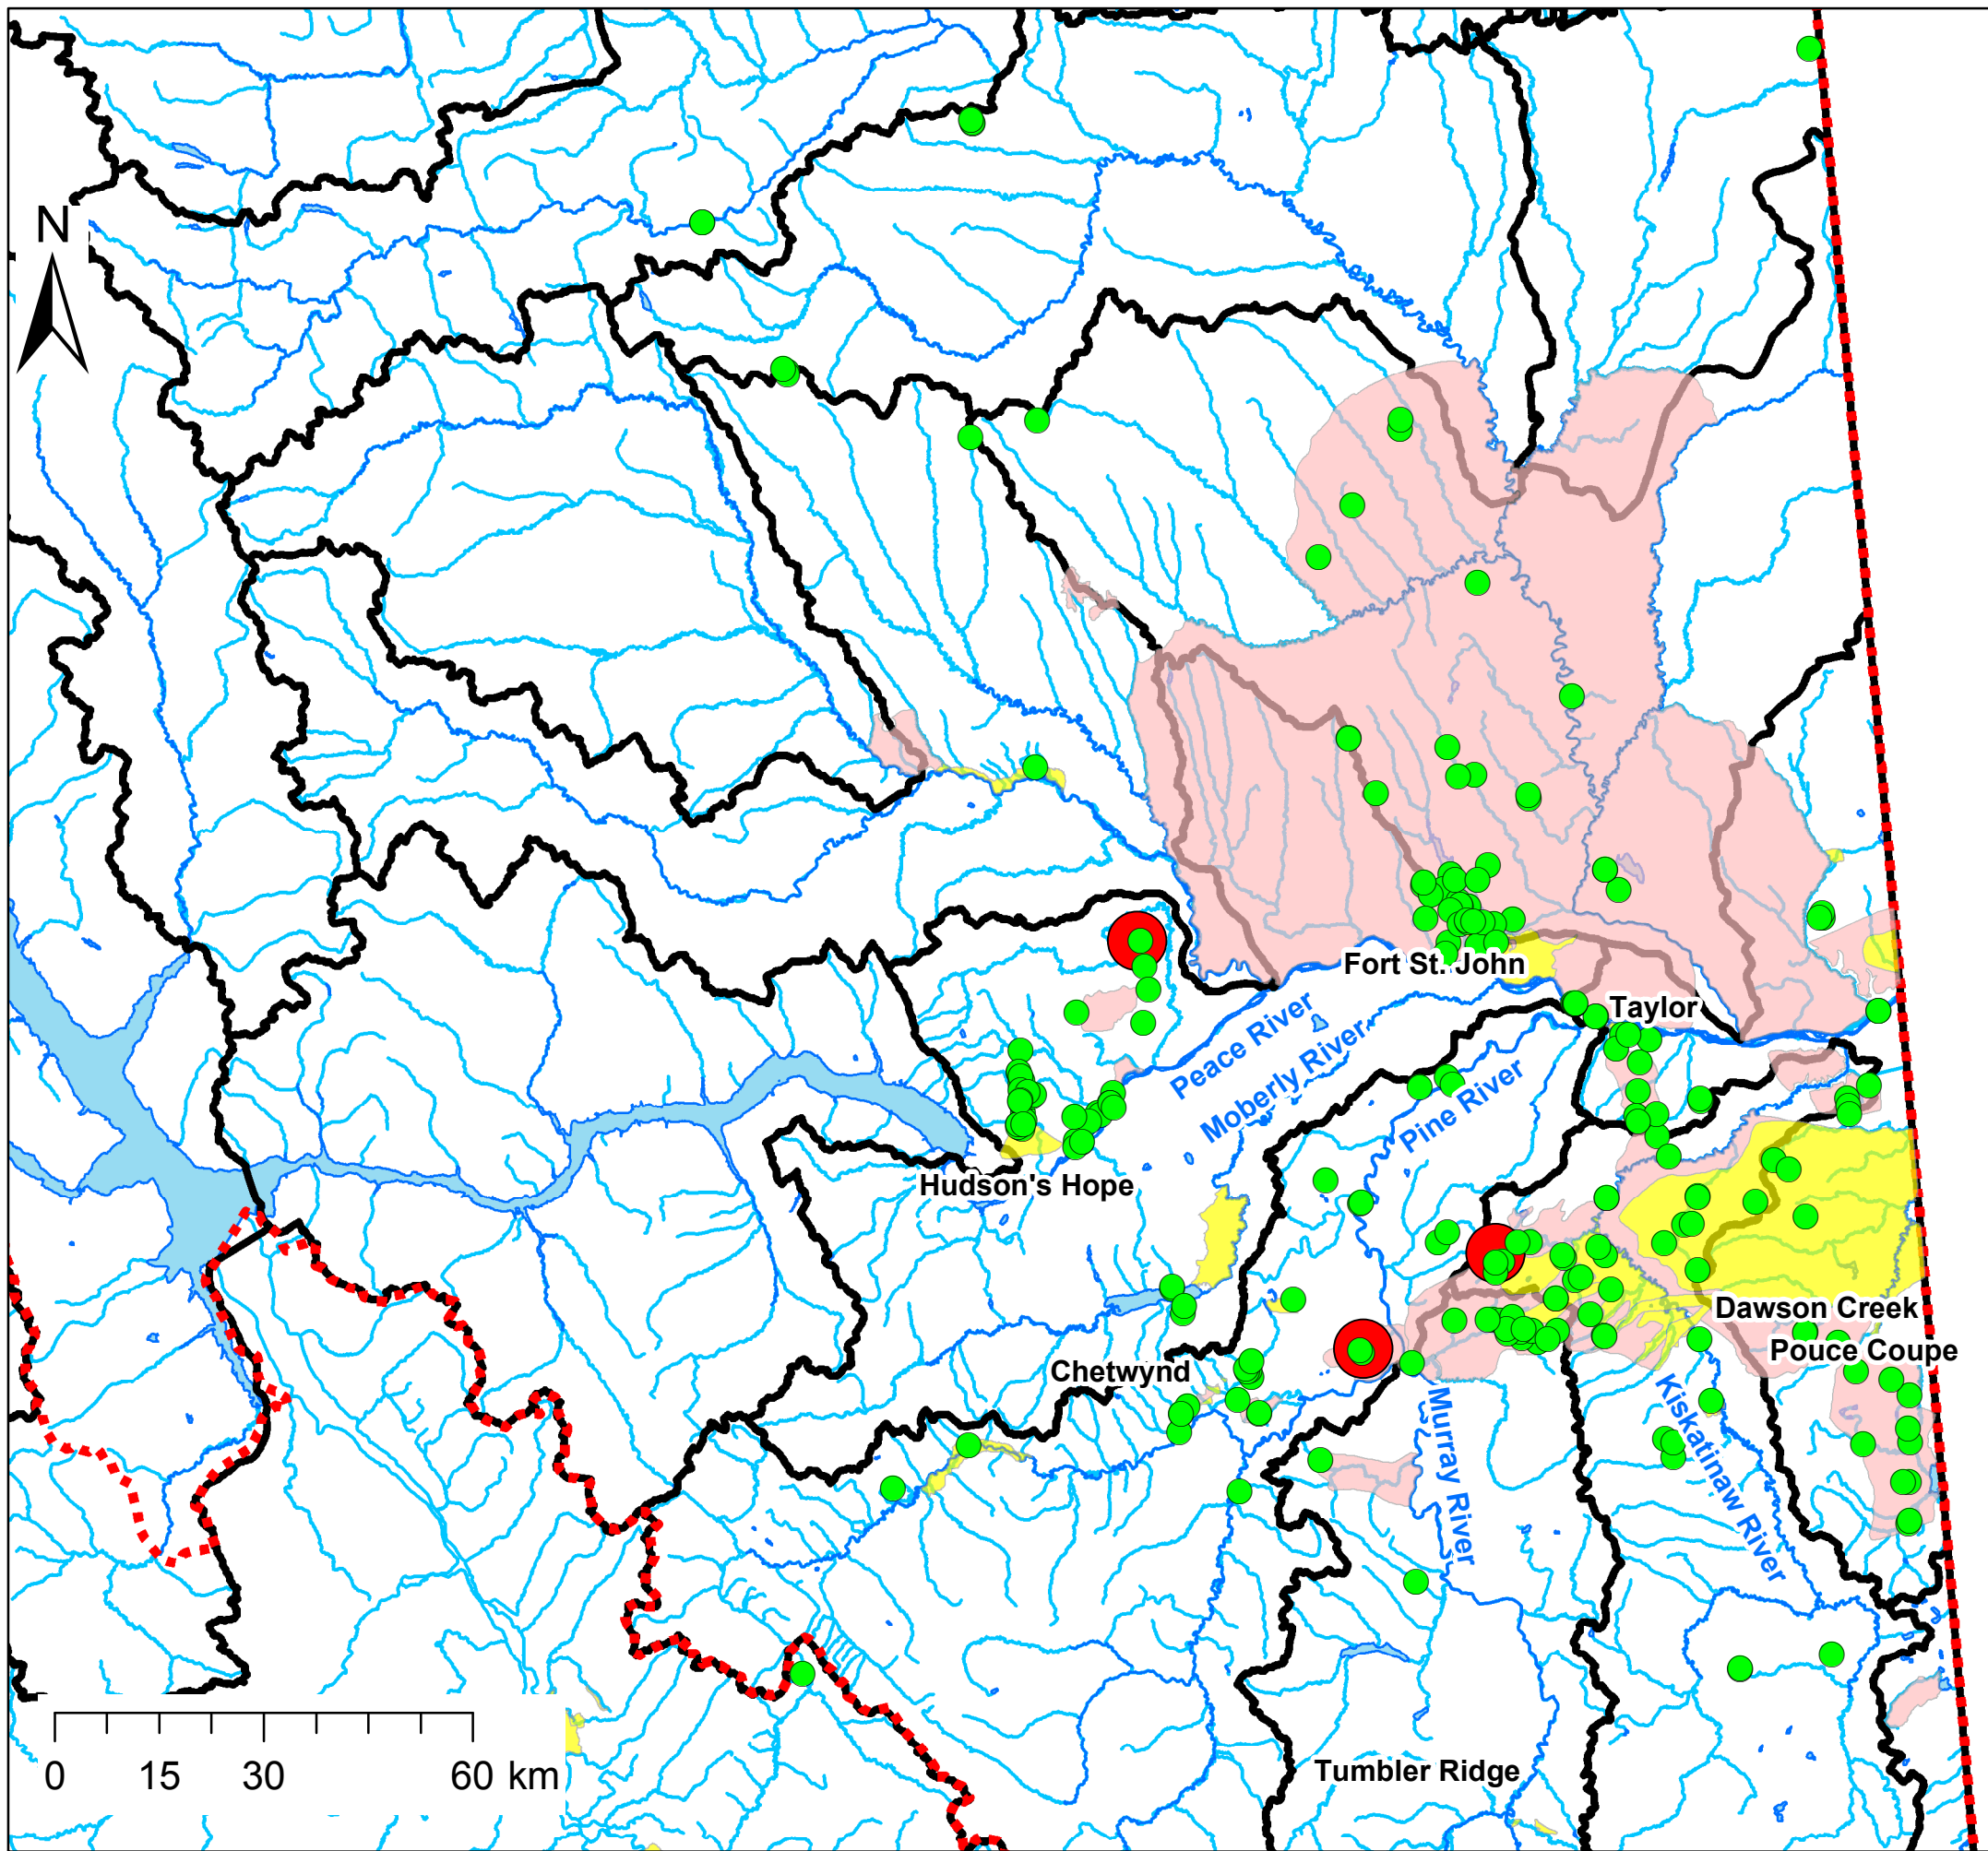 N
Fort St. John
Taylor
Peace River
Moberly River
Pine River
Hudson's Hope
Dawson Creek
Pouce Coupe
Chetwynd
Murray River
Kiskatinaw River
Tumbler Ridge
0 15 30 60 km